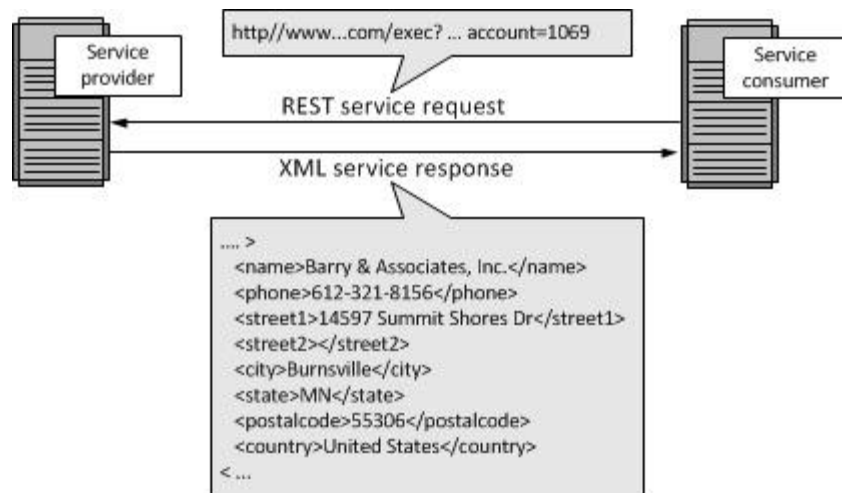 http//www...com/exec? ... account=1069
Service
provider
Service
consumer
REST service request
XML service response
.... >
<name>Barry & Associates, Inc.</name>
<phone>612-321-8156</phone>
<street1>14597 Summit Shores Dr</street1>
<street2></street2>
<city>Burnsville</city>
<state>MN</state>
<postalcode>55306</postalcode>
<country>United States</country>
< ...